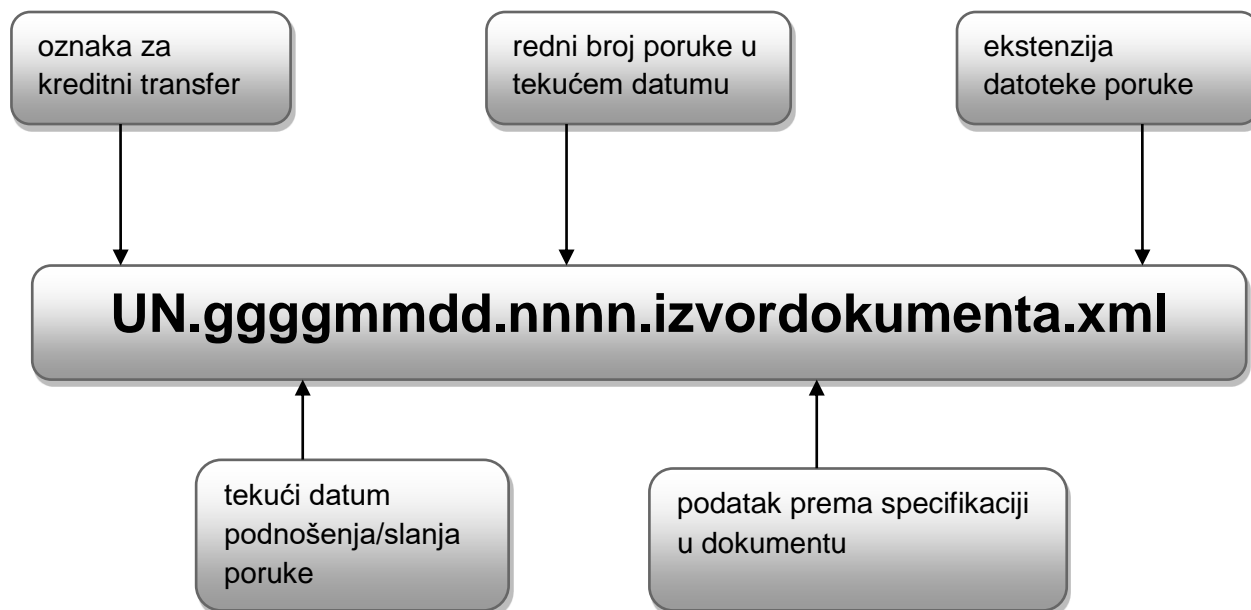 oznaka za
kreditni transfer
redni broj poruke u
tekućem datumu
ekstenzija
datoteke poruke
UN.ggggmmdd.nnnn.izvordokumenta.xml
tekući datum
podnošenja/slanja
poruke
podatak prema specifikaciji
u dokumentu